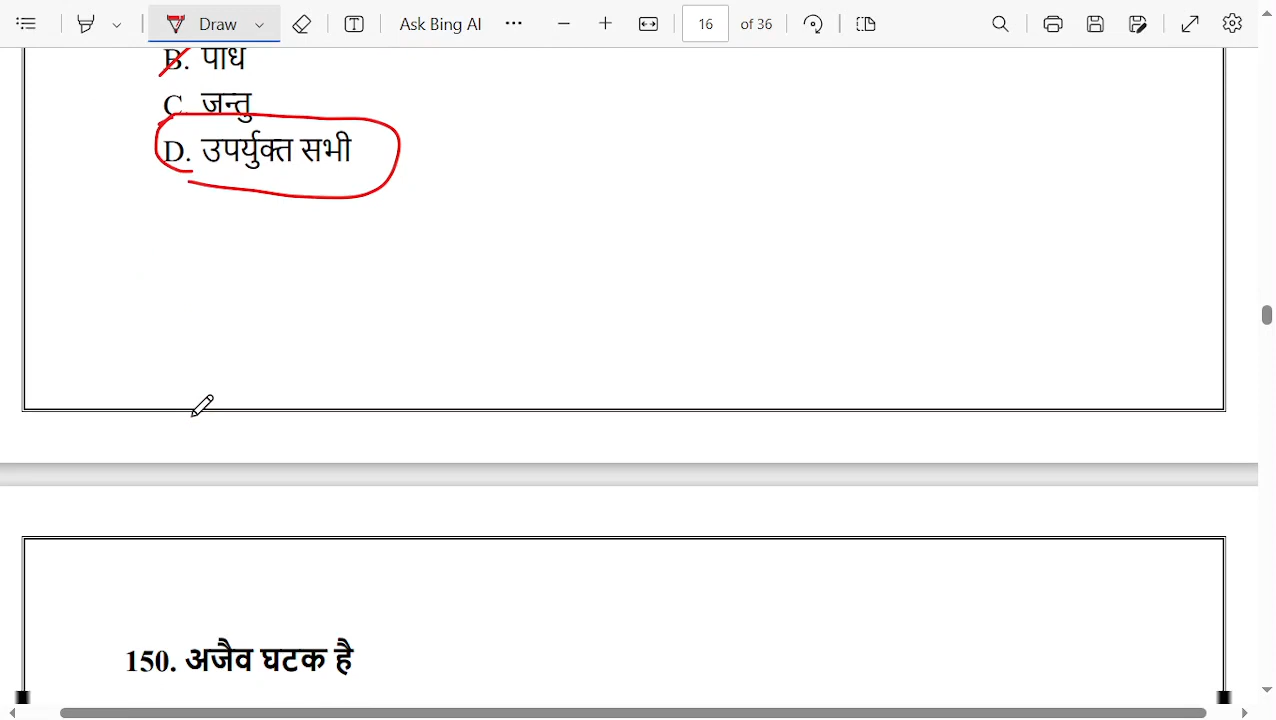 Draw
Ask Bing AI
16
of 36
B. पौधे
C. जन्तु
D. उपर्युक्त सभी
150. अजैव घटक है